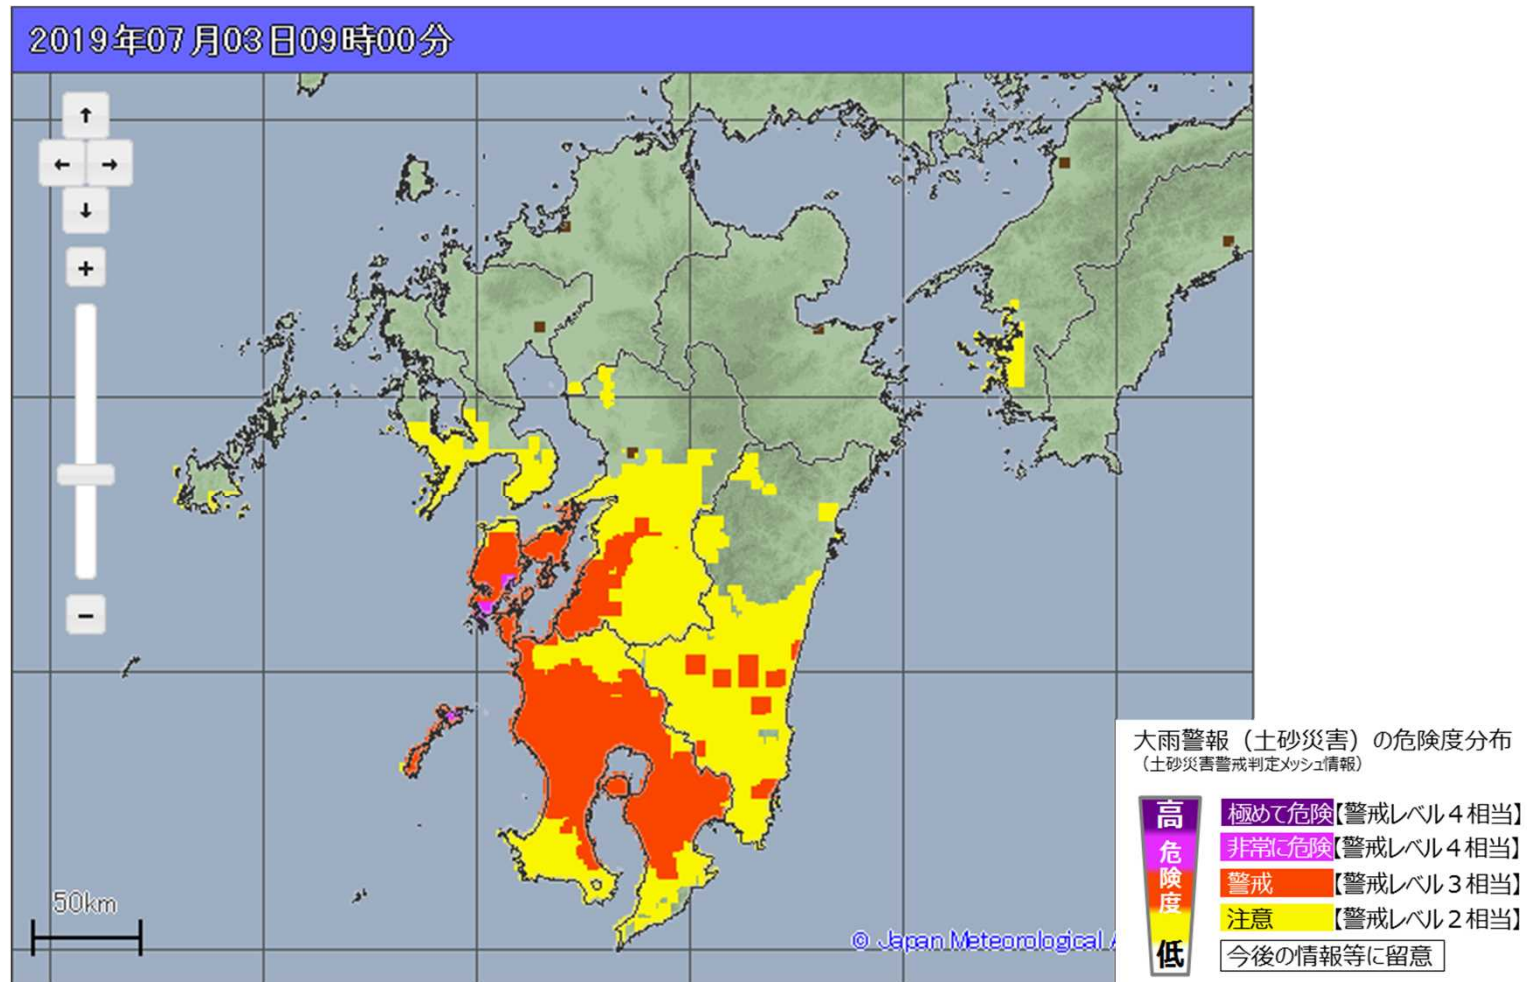 2019年07月03日09時00分
↑
← →
↓
+
−
50km
© Japan Meteorological A
大雨警報（土砂災害）の危険度分布
（土砂災害警戒判定メッシュ情報）
高
危険度
低
極めて危険【警戒レベル４相当】
非常に危険【警戒レベル４相当】
警戒【警戒レベル３相当】
注意【警戒レベル２相当】
今後の情報等に留意